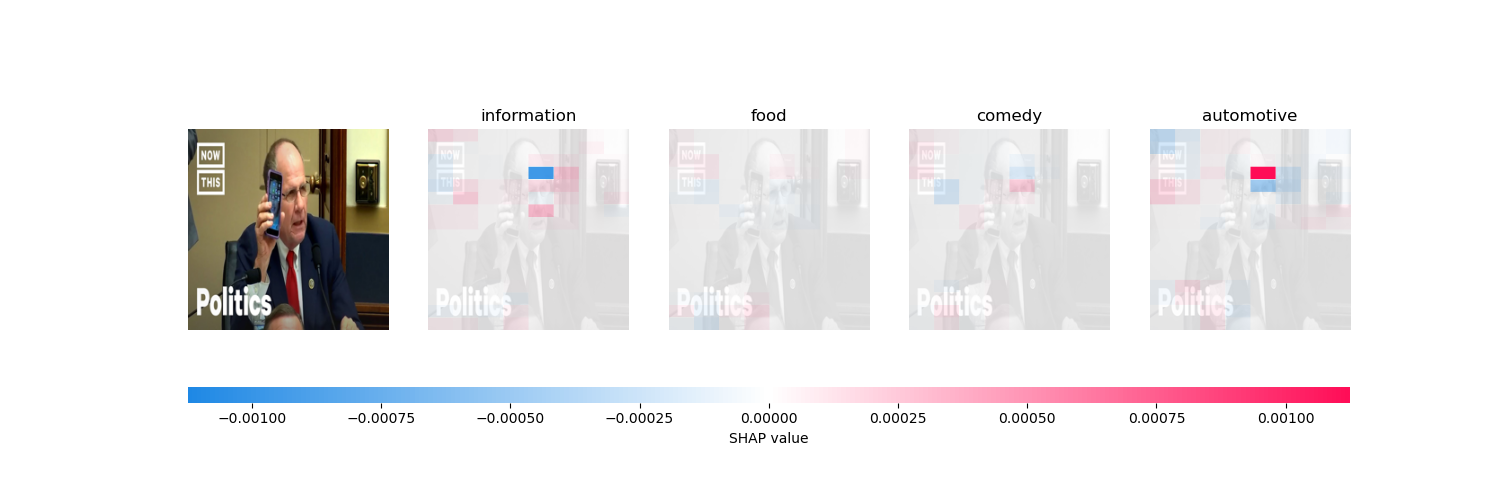 information
food
comedy
automotive
NOW
THIS
Politics
NOW
THIS
Politics
NOW
THIS
Politics
NOW
THIS
Politics
NOW
THIS
Politics
−0.00100
−0.00075
−0.00050
−0.00025
0.00000
0.00025
0.00050
0.00075
0.00100
SHAP value